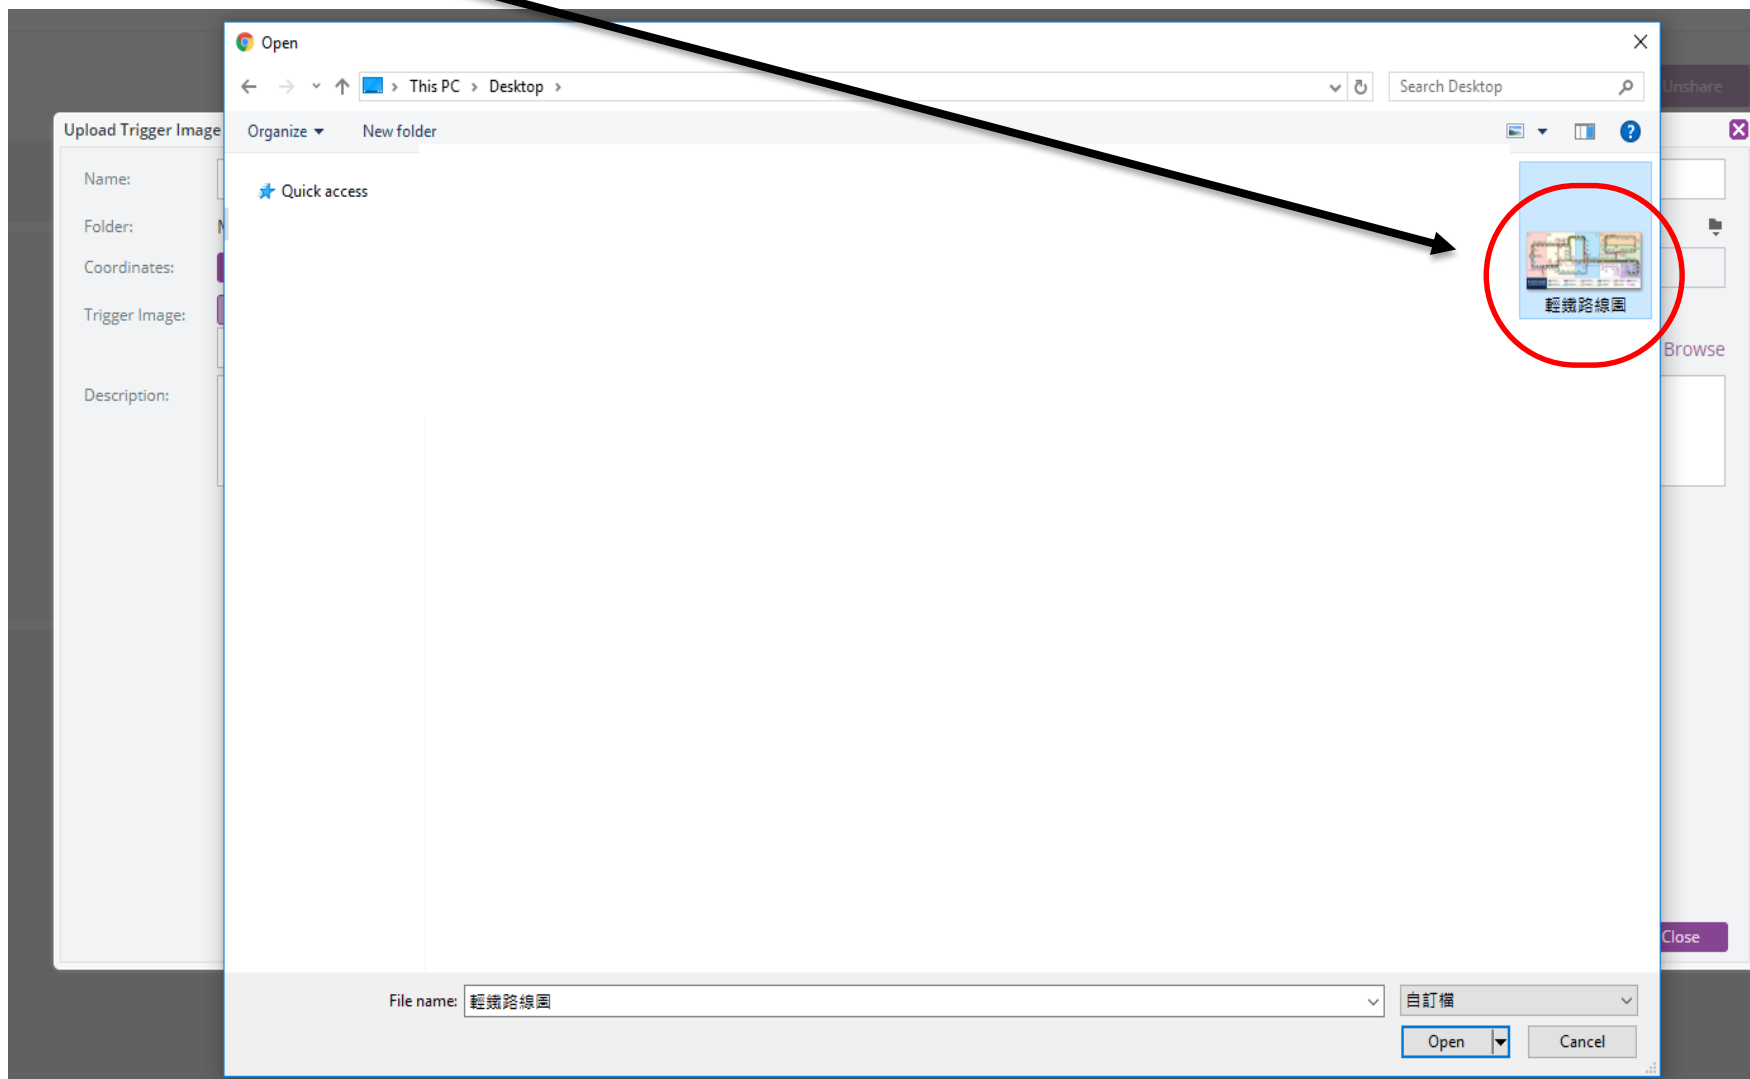 Open
This PC > Desktop >
Search Desktop
Unshare
Upload Trigger Image
Organize
New folder
Name:
Quick access
Folder:
Coordinates:
輕鐵路線圖
Trigger Image:
Browse
Description:
Close
File name:
輕鐵路線圖
自訂檔
Open
Cancel